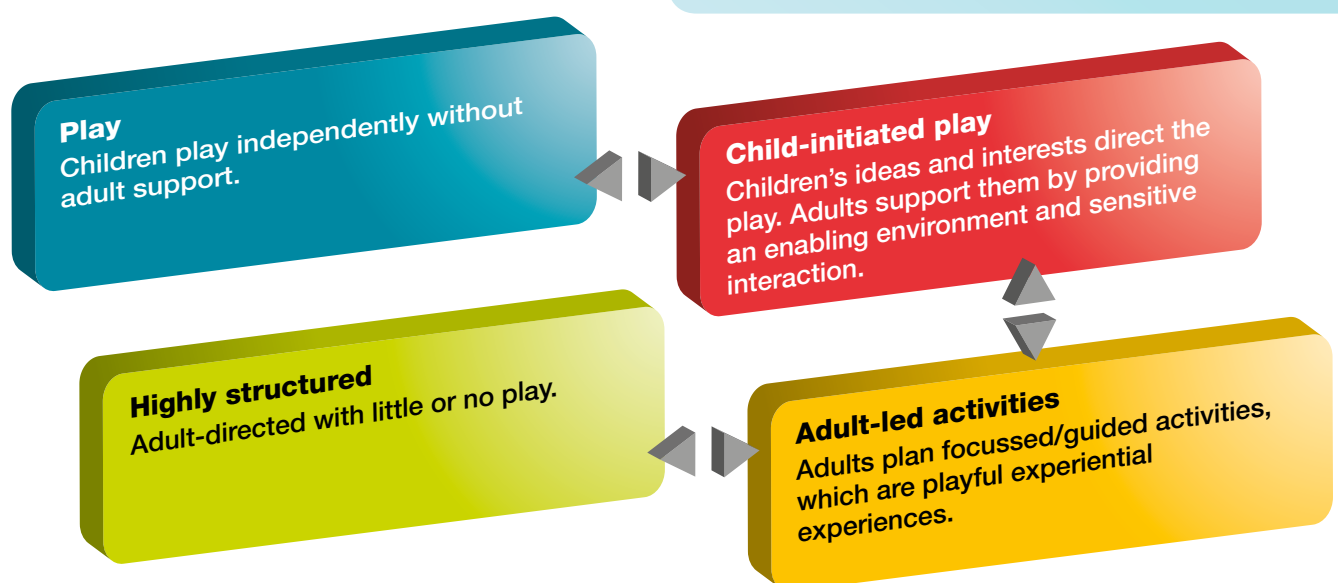 Play
Children play independently without
adult support.
Child-initiated play
Children’s ideas and interests direct the
play. Adults support them by providing
an enabling environment and sensitive
interaction.
Highly structured
Adult-directed with little or no play.
Adult-led activities
Adults plan focussed/guided activities,
which are playful experiential
experiences.